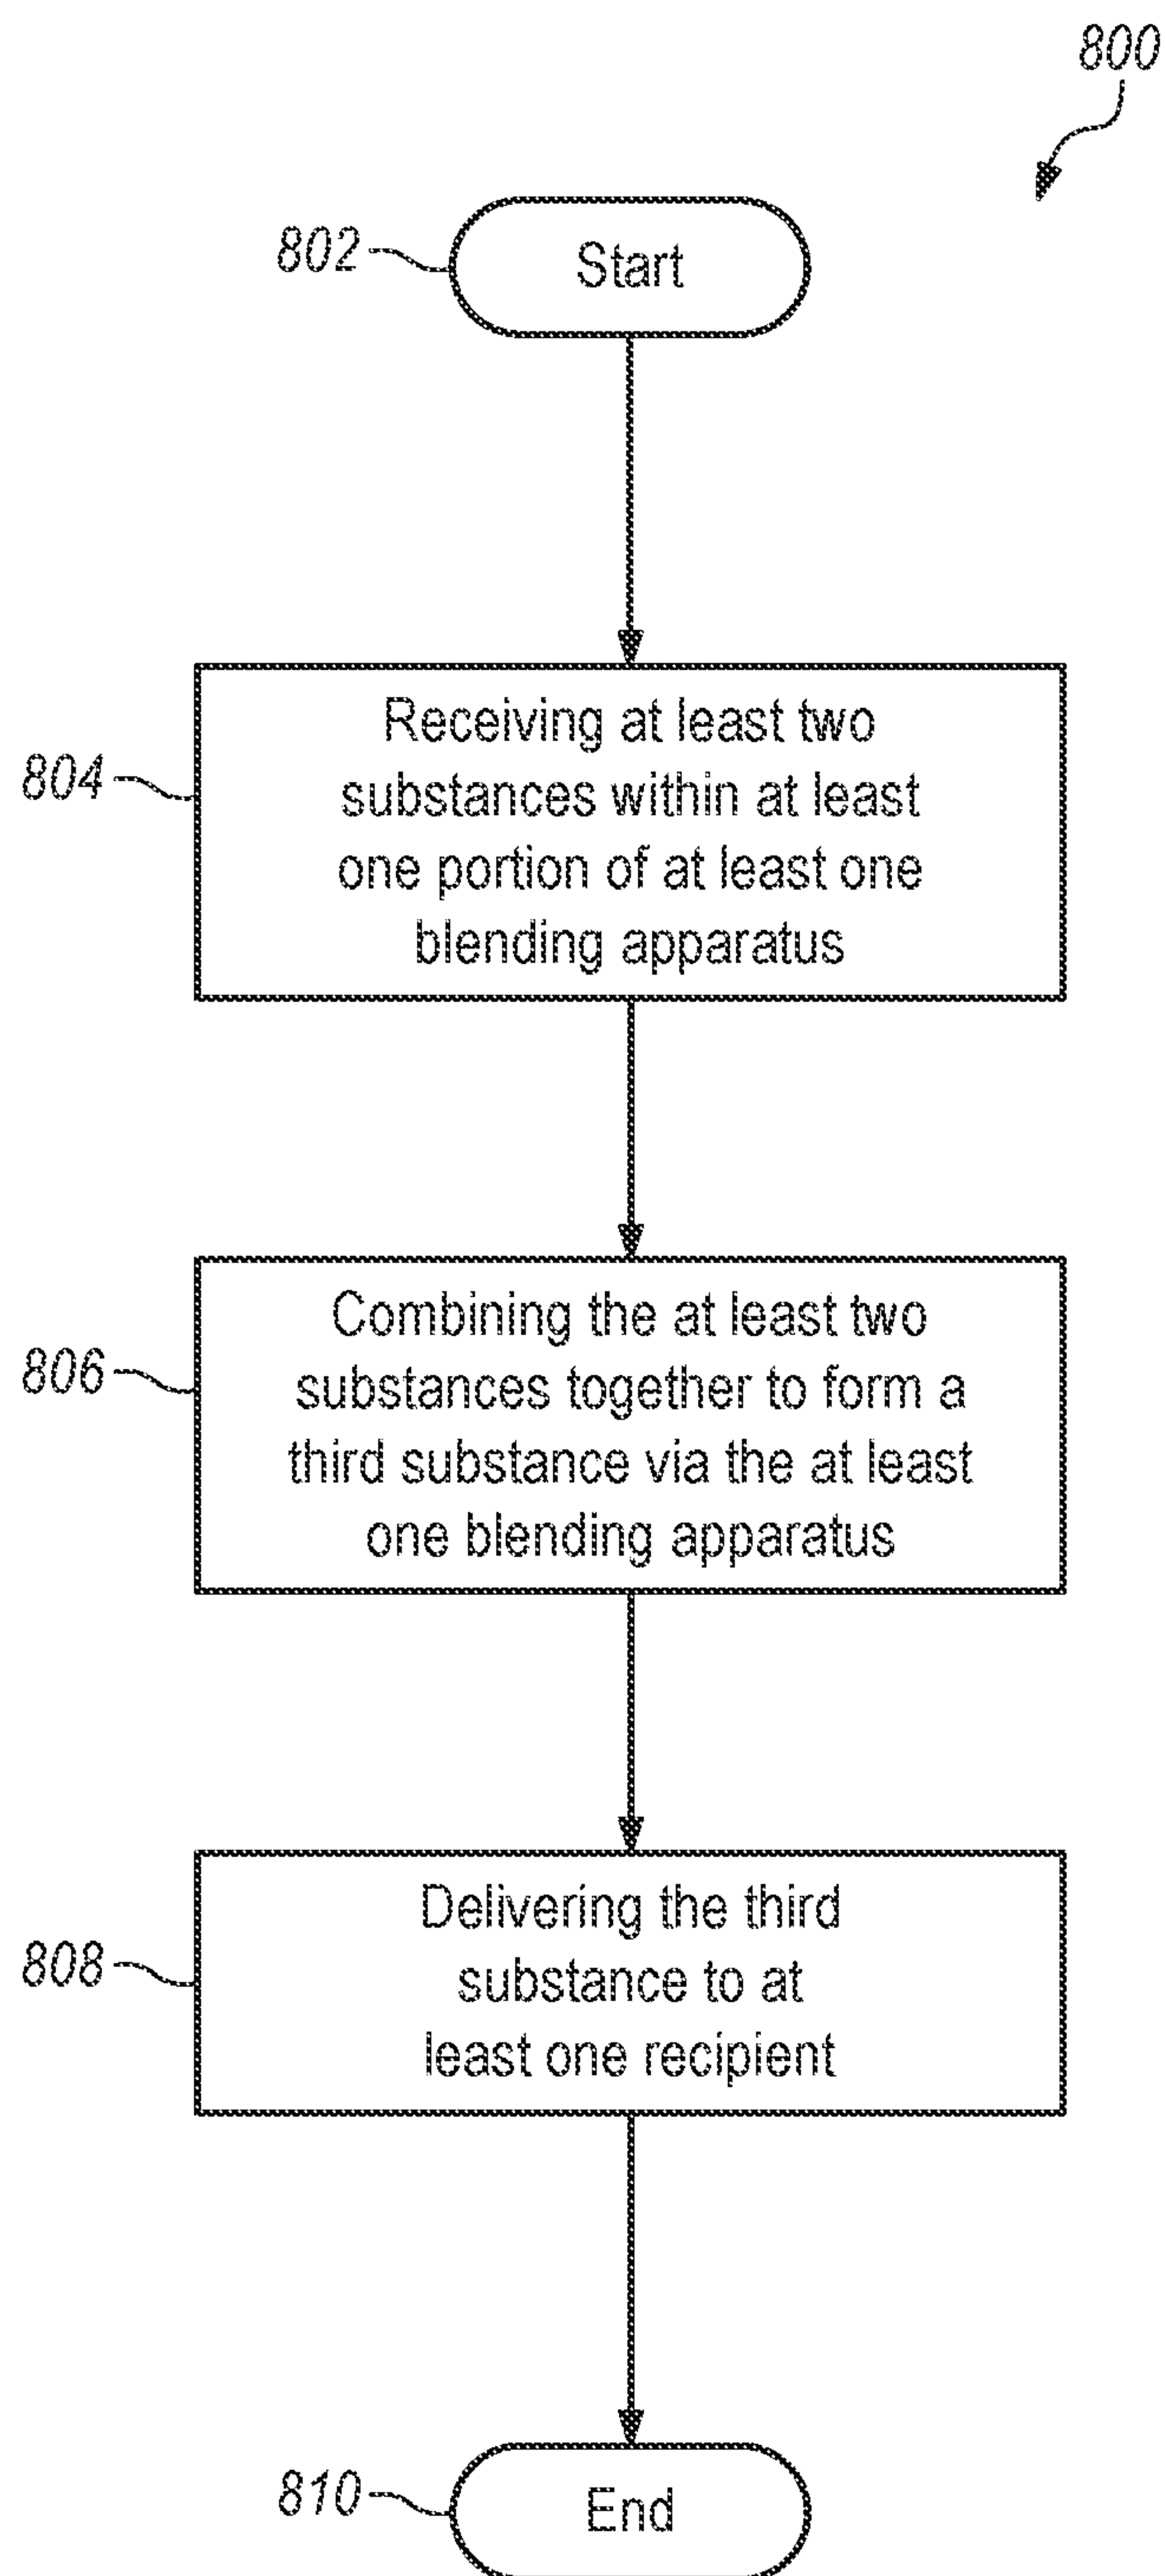 800
802
Start
804
Receiving at least two
substances within at least
one portion of at least one
blending apparatus
806
Combining the at least two
substances together to form a
third substance via the at least
one blending apparatus
808
Delivering the third
substance to at
least one recipient
810
End